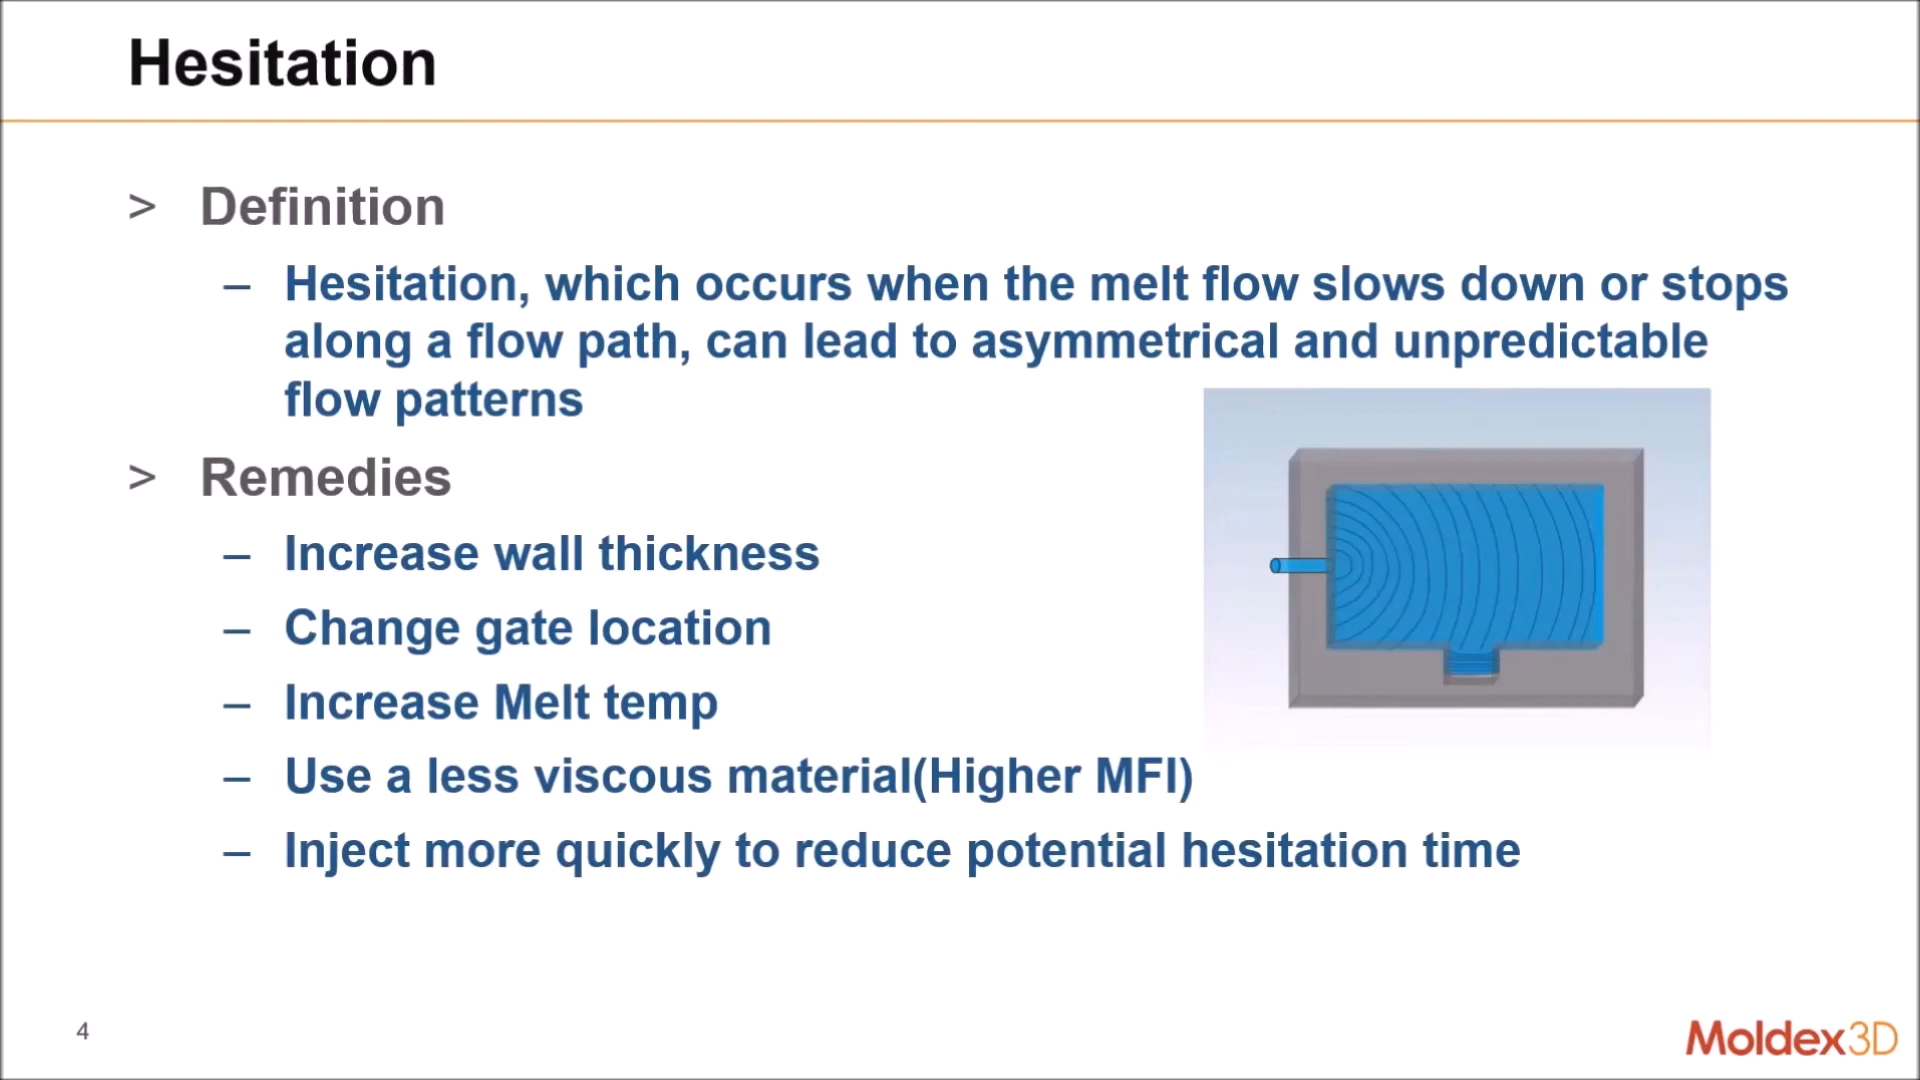 Hesitation
> Definition
– Hesitation, which occurs when the melt flow slows down or stops
along a flow path, can lead to asymmetrical and unpredictable
flow patterns
> Remedies
– Increase wall thickness
– Change gate location
– Increase Melt temp
– Use a less viscous material(Higher MFI)
– Inject more quickly to reduce potential hesitation time
4
Moldex3D